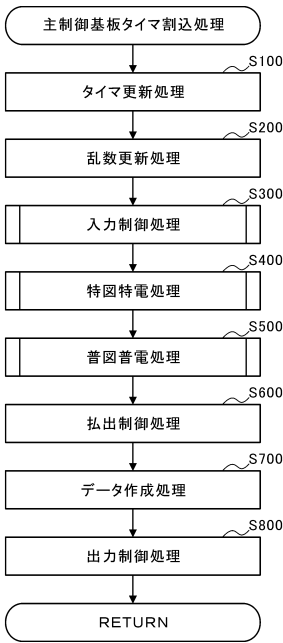 主制御基板タイマ割込処理
S100
タイマ更新処理
S200
乱数更新処理
S300
入力制御処理
S400
特図特電処理
S500
普図普電処理
S600
払出制御処理
S700
データ作成処理
S800
出力制御処理
RETURN